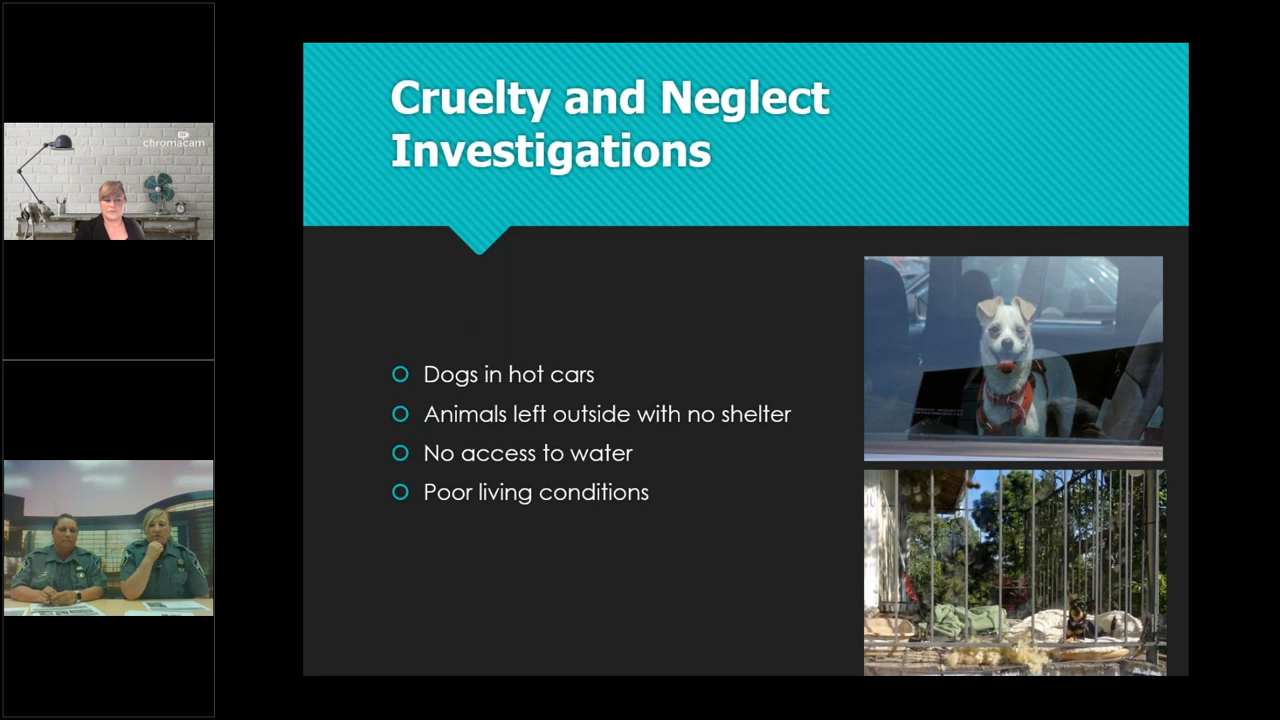 chromacam
Cruelty and Neglect
Investigations
Dogs in hot cars
Animals left outside with no shelter
No access to water
Poor living conditions